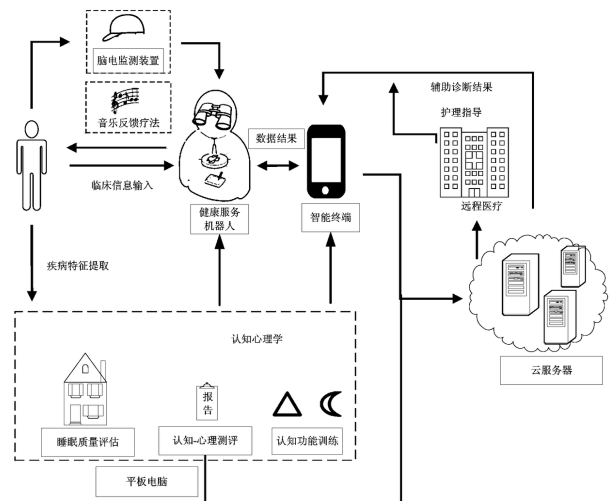 脑电监测装置
音乐反馈疗法
临床信息输入
疾病特征提取
健康服务
机器人
数据结果
智能终端
辅助诊断结果
护理指导
远程医疗
云服务器
认知心理学
报
告
睡眠质量评估
认知-心理测评
认知功能训练
平板电脑